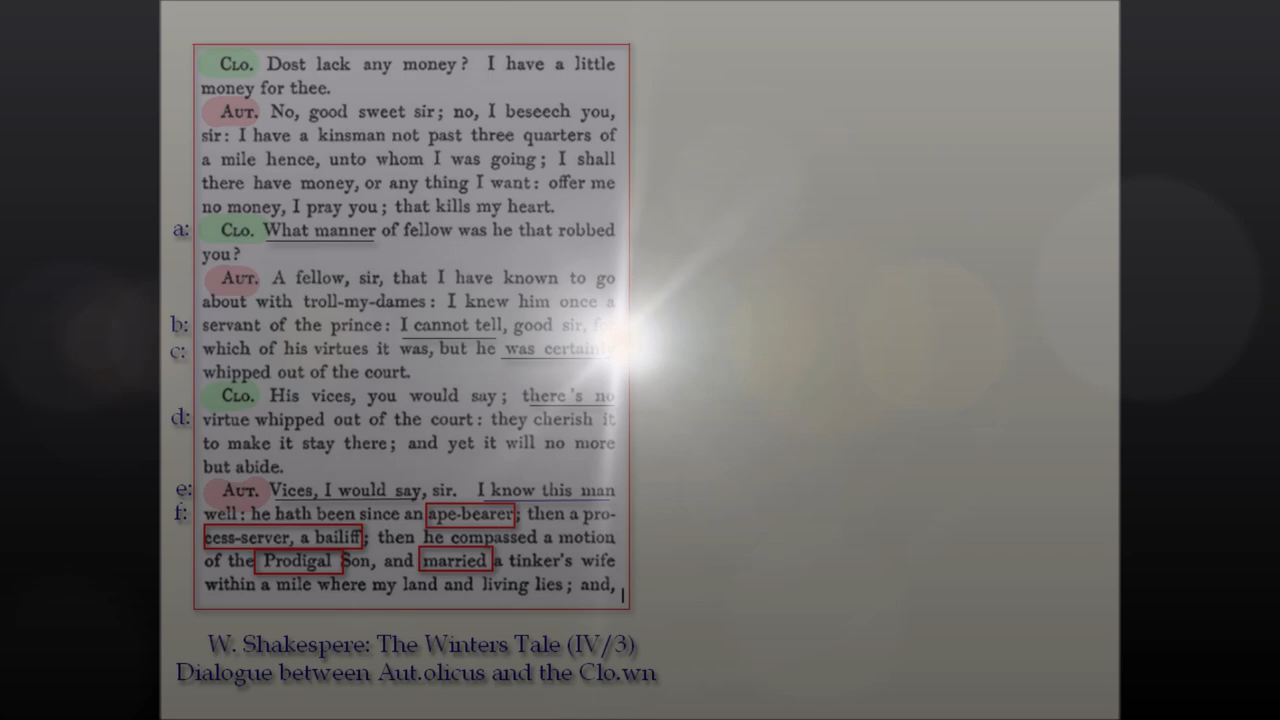 Clo. Dost lack any money? I have a little
money for thee.
Aut. No, good sweet sir; no, I beseech you,
sir: I have a kinsman not past three quarters of
a mile hence, unto whom I was going; I shall
there have money, or any thing I want: offer me
no money, I pray you; that kills my heart.
a: Clo. What manner of fellow was he that robbed
you?
Aut. A fellow, sir, that I have known to go
about with troll-my-dames: I knew him once a
b: servant of the prince: I cannot tell, good sir,
c: which of his virtues it was, but he was certainly
whipped out of the court.
Clo. His vices, you would say; there's no
d: virtue whipped out of the court: they cherish it
to make it stay there; and yet it will no more
but abide.
e: Aut. Vices, I would say, sir. I know this man
f: well: he hath been since an ape-bearer; then a pro-
cess-server, a bailiff; then he compassed a motion
of the Prodigal Son, and married a tinker's wife
within a mile where my land and living lies; and,
W. Shakespere: The Winters Tale (IV/3)
Dialogue between Aut.olicus and the Clo.wn